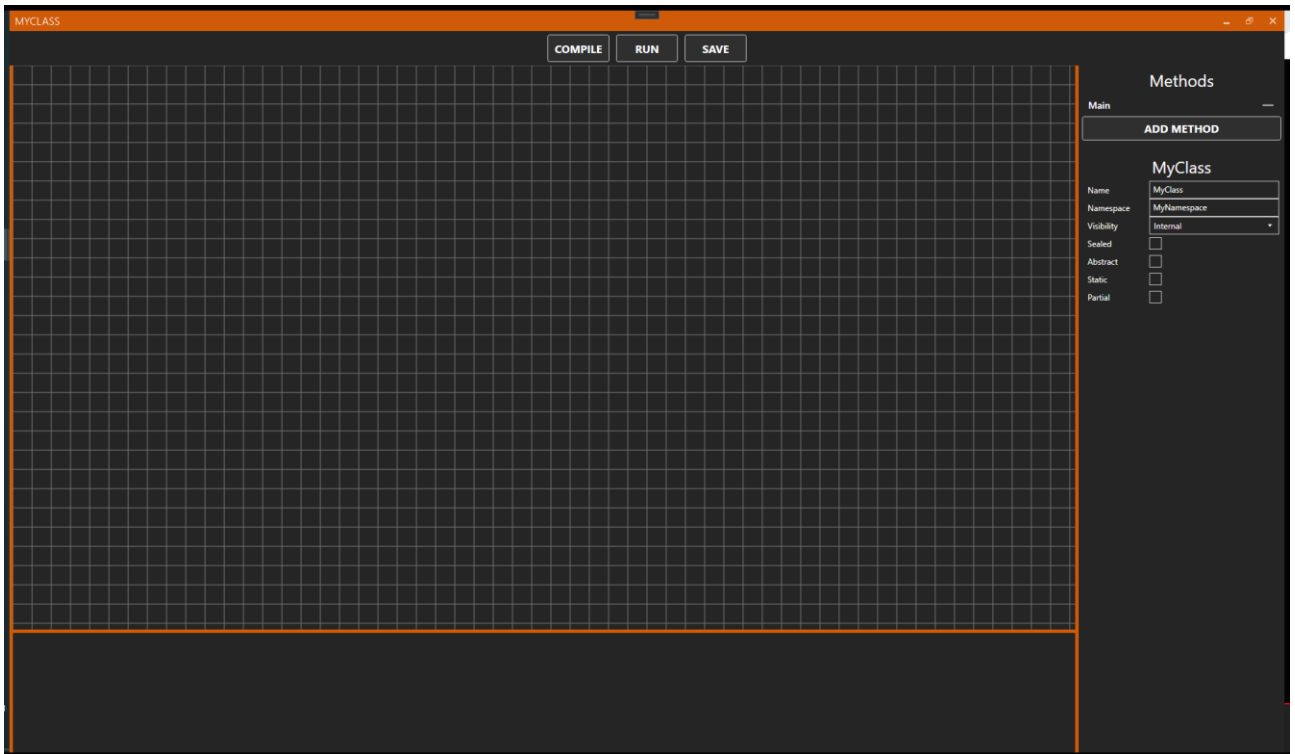 MYCLASS
COMPILE RUN SAVE
Methods
Main
ADD METHOD
MyClass
Name MyClass
Namespace MyNamespace
Visibility Internal
Sealed
Abstract
Static
Partial